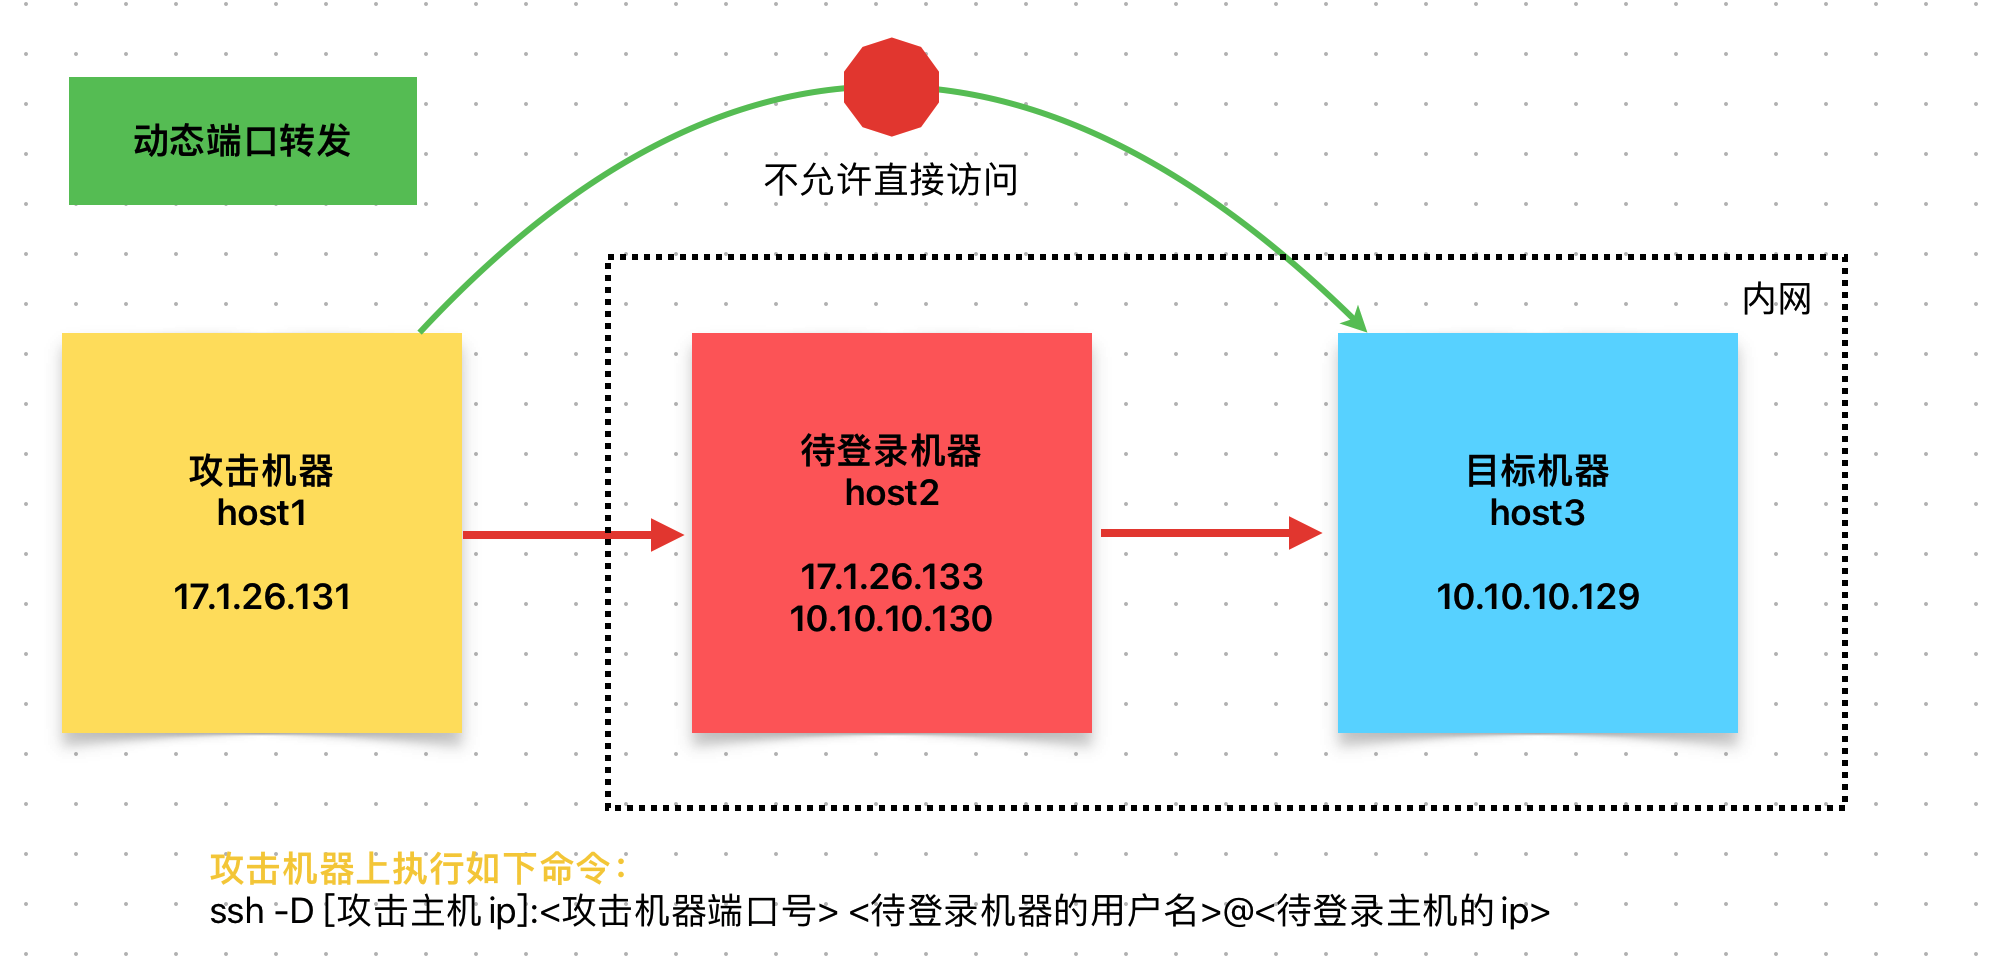 动态端口转发
不允许直接访问
内网
攻击机器
host1
17.1.26.131
待登录机器
host2
17.1.26.133
10.10.10.130
目标机器
host3
10.10.10.129
攻击机器上执行如下命令：
ssh -D [攻击主机 ip]:<攻击机器端口号> <待登录机器的用户名>@<待登录主机的 ip>